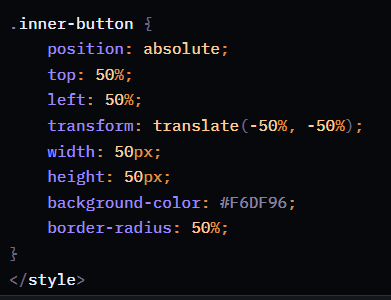 .inner-button {
    position: absolute;
    top: 50%;
    left: 50%;
    transform: translate(-50%, -50%);
    width: 50px;
    height: 50px;
    background-color: #F6DF96;
    border-radius: 50%;
}
</style>